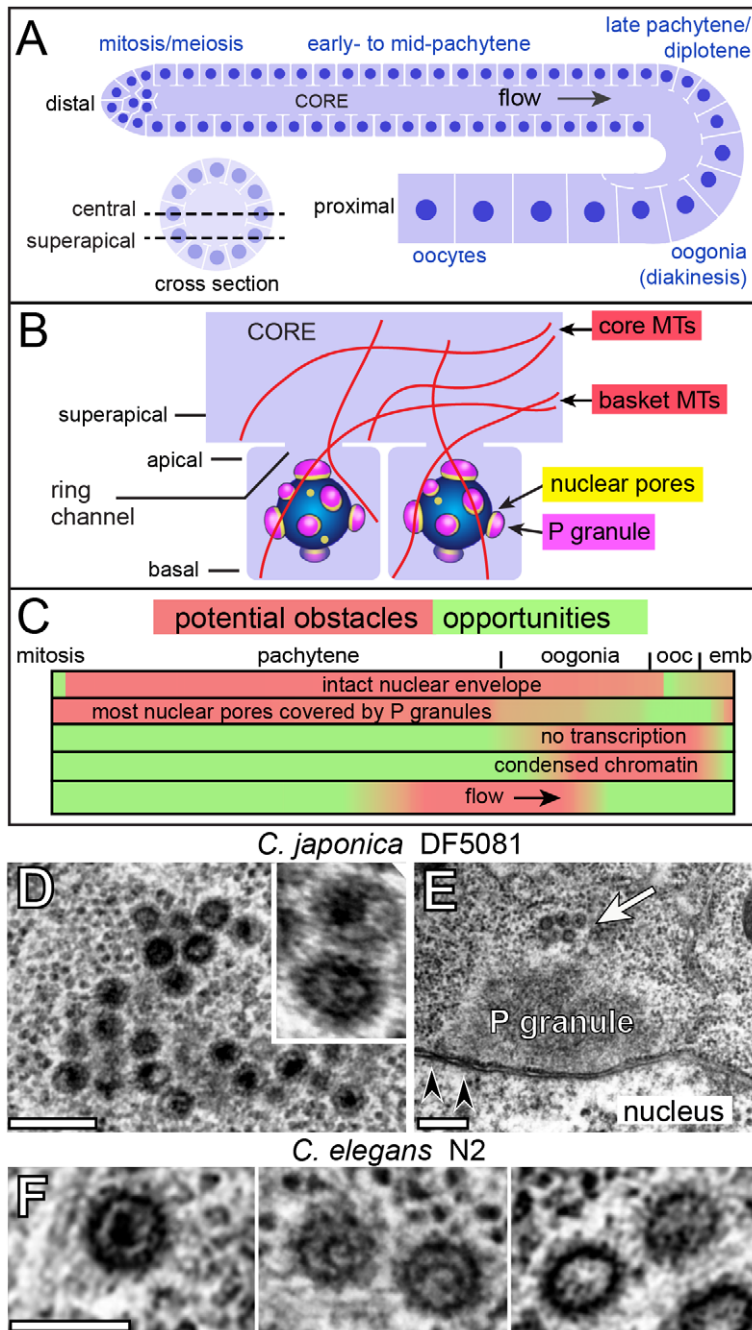 A
mitosis/meiosis
early- to mid-pachytene
late pachytene/
diplotene
distal
CORE
flow
central
superapical
cross section
proximal
oocytes
oogonia
(diakinesis)
B
CORE
core MTs
basket MTs
superapical
apical
ring
channel
nuclear pores
P granule
basal
C
potential obstacles
opportunities
mitosis
pachytene
oogonia
ooc
emb
intact nuclear envelope
most nuclear pores covered by P granules
no transcription
condensed chromatin
flow
C. japonica DF5081
D
E
P granule
nucleus
C. elegans N2
F